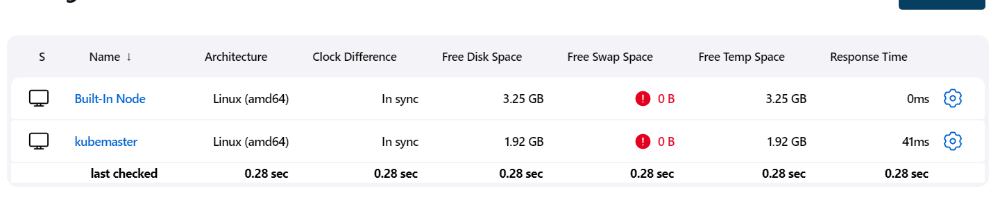 S Name ↓ Architecture Clock Difference Free Disk Space Free Swap Space Free Temp Space Response Time
Built-In Node Linux (amd64) In sync 3.25 GB 0 B 3.25 GB 0ms
kubemaster Linux (amd64) In sync 1.92 GB 0 B 1.92 GB 41ms
last checked 0.28 sec 0.28 sec 0.28 sec 0.28 sec 0.28 sec 0.28 sec